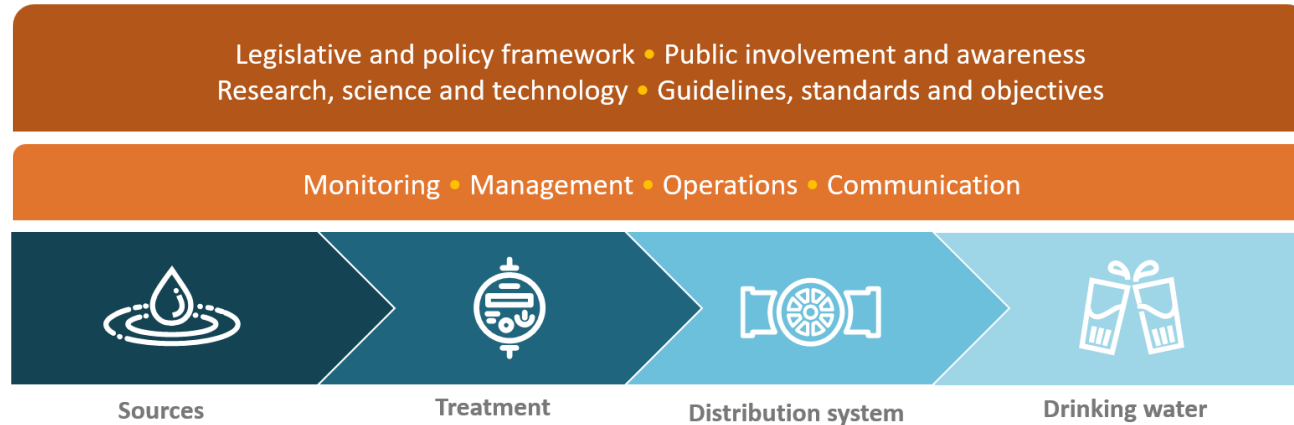 Legislative and policy framework • Public involvement and awareness
Research, science and technology • Guidelines, standards and objectives
Monitoring • Management • Operations • Communication
Sources
Treatment
Distribution system
Drinking water